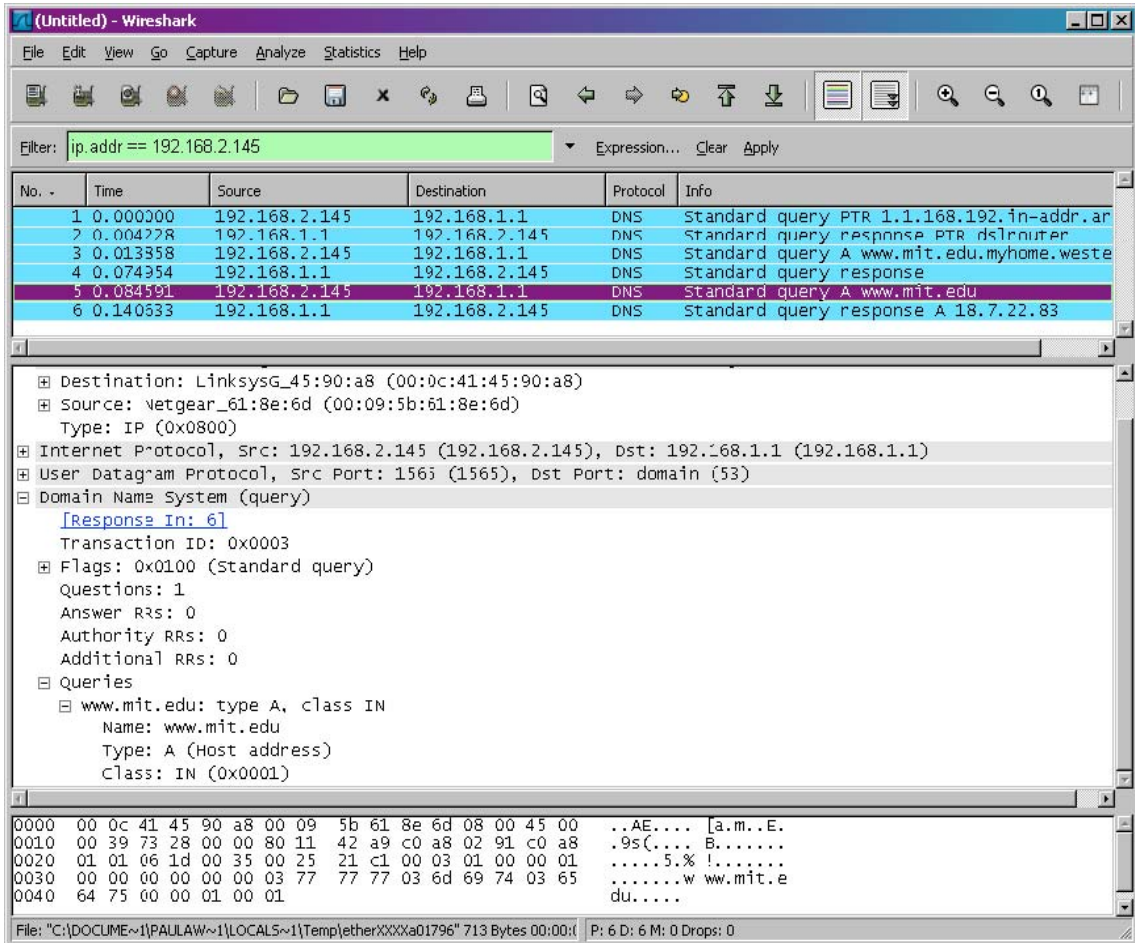 (Untitled) - Wireshark
File Edit View Go Capture Analyze Statistics Help
Filter: ip.addr == 192.168.2.145 Expression... Clear Apply
No. - Time Source Destination Protocol Info
1 0.000000 192.168.2.145 192.168.1.1 DNS Standard query PTR 1.1.168.192.in-addr.ar
2 0.004228 192.168.1.1 192.168.2.145 DNS Standard query response PTR dslrouter
3 0.013858 192.168.2.145 192.168.1.1 DNS Standard query A www.mit.edu.myhome.weste
4 0.074954 192.168.1.1 192.168.2.145 DNS Standard query response
5 0.084591 192.168.2.145 192.168.1.1 DNS Standard query A www.mit.edu
6 0.140633 192.168.1.1 192.168.2.145 DNS Standard query response A 18.7.22.83
Destination: LinksysG_45:90:a8 (00:0c:41:45:90:a8)
Source: Netgear_61:8e:6d (00:09:5b:61:8e:6d)
Type: IP (0x0800)
Internet Protocol, Src: 192.168.2.145 (192.168.2.145), Dst: 192.168.1.1 (192.168.1.1)
User Datagram Protocol, Src Port: 1565 (1565), Dst Port: domain (53)
Domain Name System (query)
[Response In: 6]
Transaction ID: 0x0003
Flags: 0x0100 (Standard query)
Questions: 1
Answer RRs: 0
Authority RRs: 0
Additional RRs: 0
Queries
www.mit.edu: type A, class IN
Name: www.mit.edu
Type: A (Host address)
Class: IN (0x0001)
0000 00 0c 41 45 90 a8 00 09 5b 61 8e 6d 08 00 45 00 ..AE.... [a.m..E.
0010 00 39 73 28 00 00 80 11 42 a9 c0 a8 02 91 c0 a8 .9s(.... B.......
0020 01 01 06 1d 00 35 00 25 21 c1 00 03 01 00 00 01 .....5.% !.......
0030 00 00 00 00 00 00 03 77 77 77 03 6d 69 74 03 65 .......w ww.mit.e
0040 64 75 00 00 01 00 01 du.....
File: "C:\DOCUME~1\PAULAW~1\LOCALS~1\Temp\etherXXXXa01796" 713 Bytes 00:00:( P: 6 D: 6 M: 0 Drops: 0